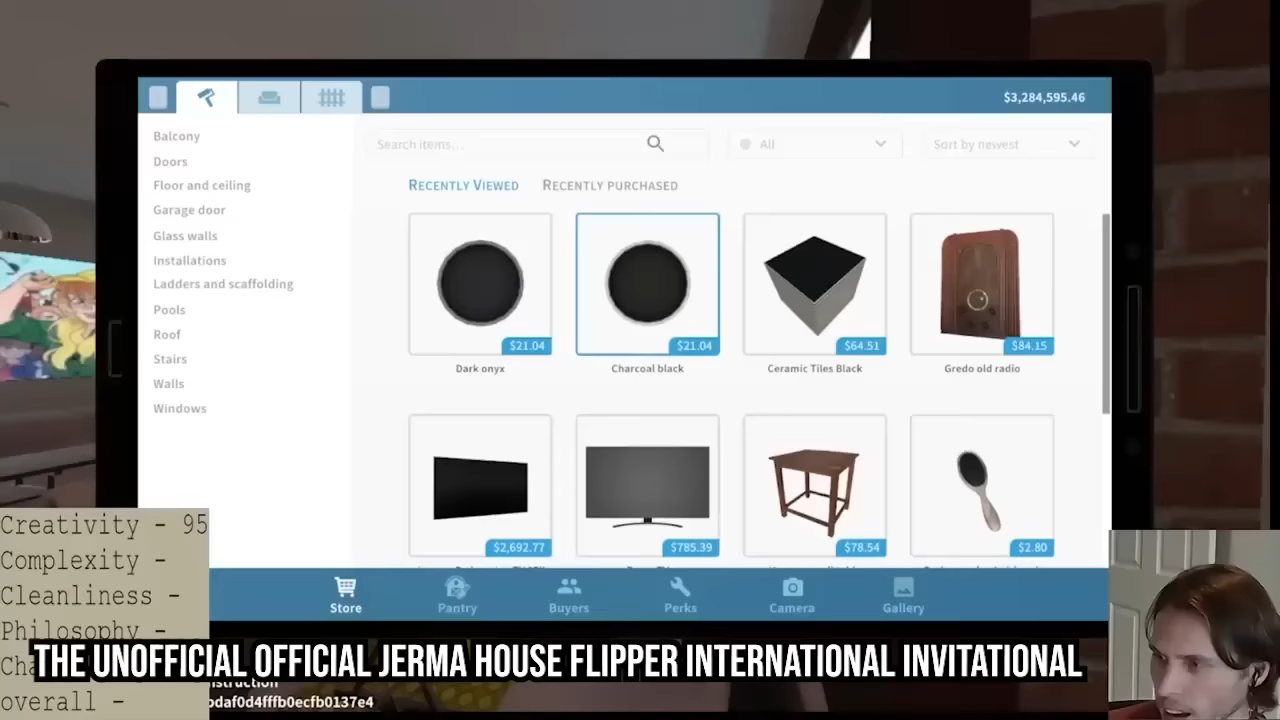 $3,284,595.46
Balcony
Doors
Floor and ceiling
Garage door
Glass walls
Installations
Ladders and scaffolding
Pools
Roof
Stairs
Walls
Windows
Search items...
All
Sort by newest
RECENTLY VIEWED
RECENTLY PURCHASED
$21.04
$21.04
$64.51
$84.15
Dark onyx
Charcoal black
Ceramic Tiles Black
Gredo old radio
$2,692.77
$785.39
$78.54
$2.80
Store
Pantry
Buyers
Perks
Camera
Gallery
Creativity - 95
Complexity -
Cleanliness -
Philosophy -
overall -
THE UNOFFICIAL OFFICIAL JERMA HOUSE FLIPPER INTERNATIONAL INVITATIONAL